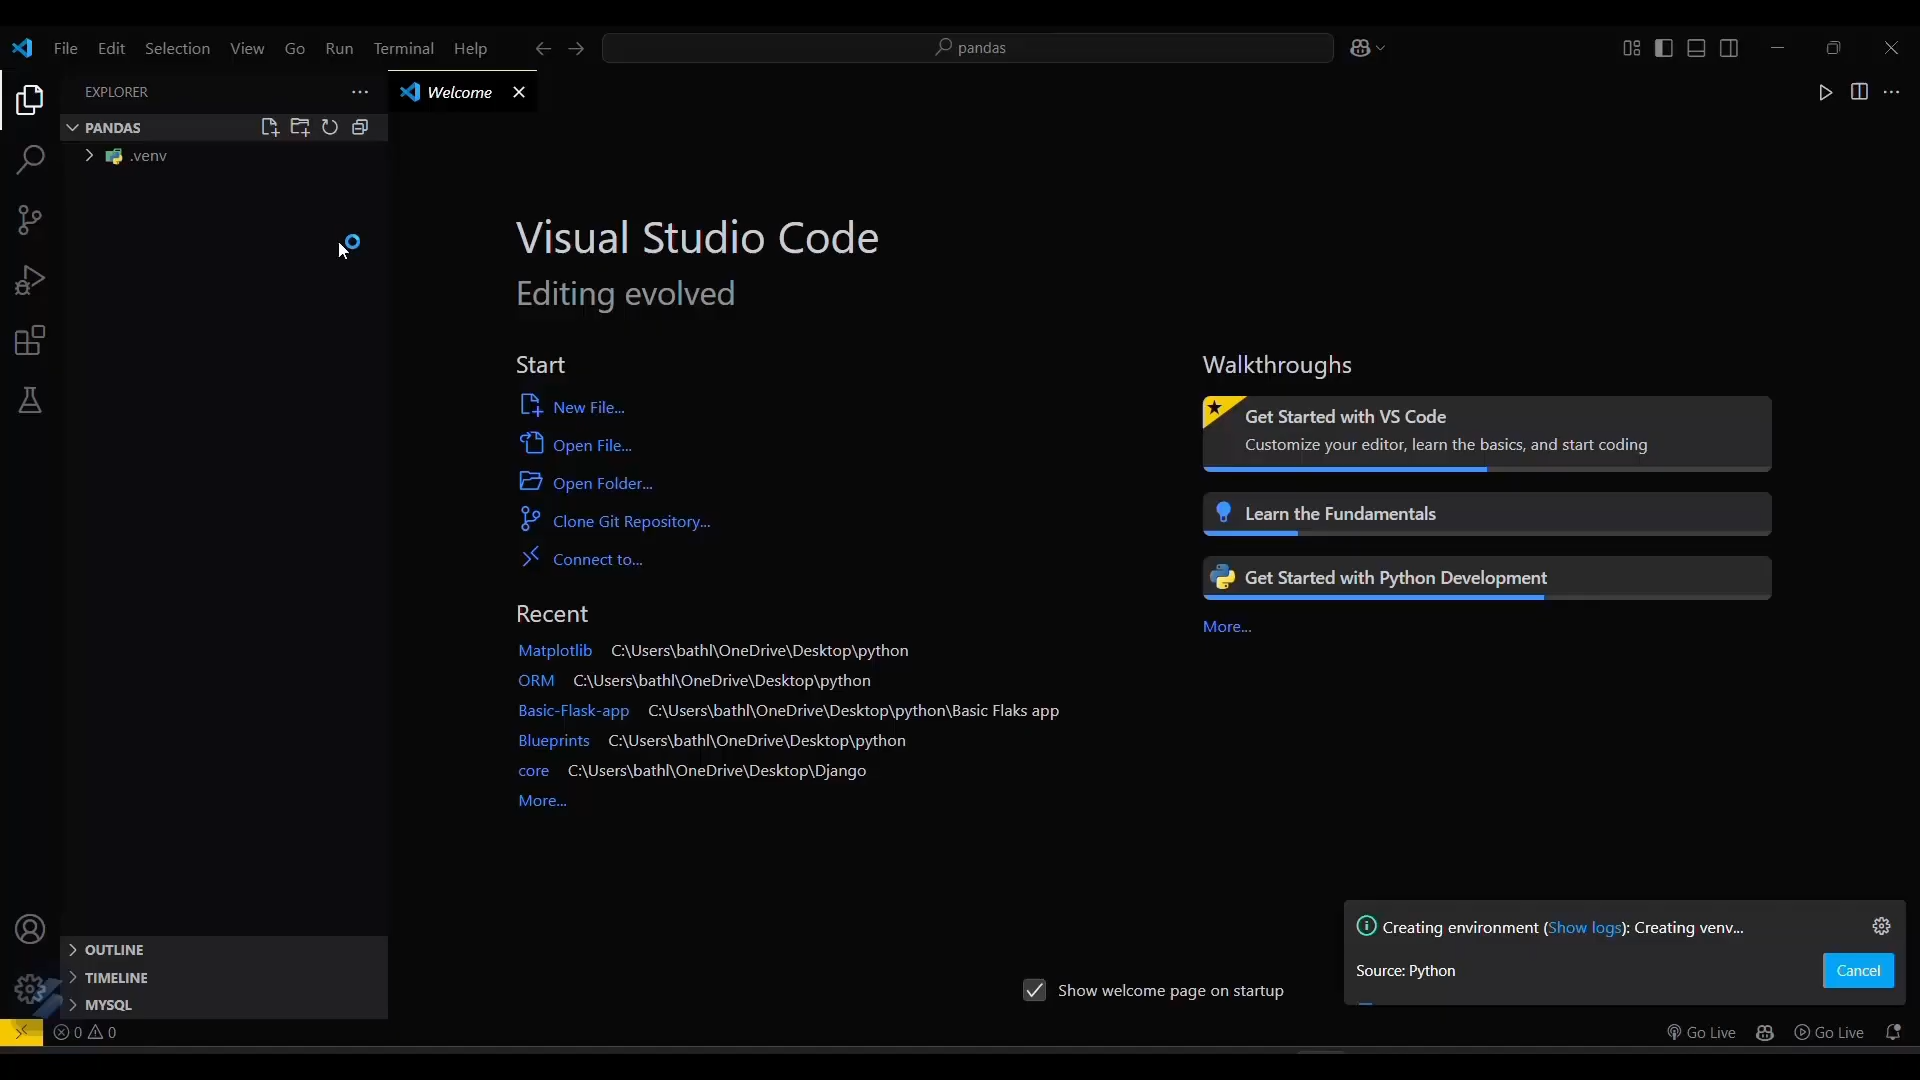 File Edit Selection View Go Run Terminal Help
pandas
EXPLORER
Welcome
PANDAS
.venv
Visual Studio Code
Editing evolved
Start
New File...
Open File...
Open Folder...
Clone Git Repository...
Connect to...
Recent
Matplotlib C:\Users\bathl\OneDrive\Desktop\python
ORM C:\Users\bathl\OneDrive\Desktop\python
Basic-Flask-app C:\Users\bathl\OneDrive\Desktop\python\Basic Flaks app
Blueprints C:\Users\bathl\OneDrive\Desktop\python
core C:\Users\bathl\OneDrive\Desktop\Django
More...
Walkthroughs
Get Started with VS Code
Customize your editor, learn the basics, and start coding
Learn the Fundamentals
Get Started with Python Development
More...
Show welcome page on startup
Creating environment (Show logs): Creating venv...
Source: Python
Cancel
OUTLINE
TIMELINE
MYSQL
0 0
Go Live
Go Live